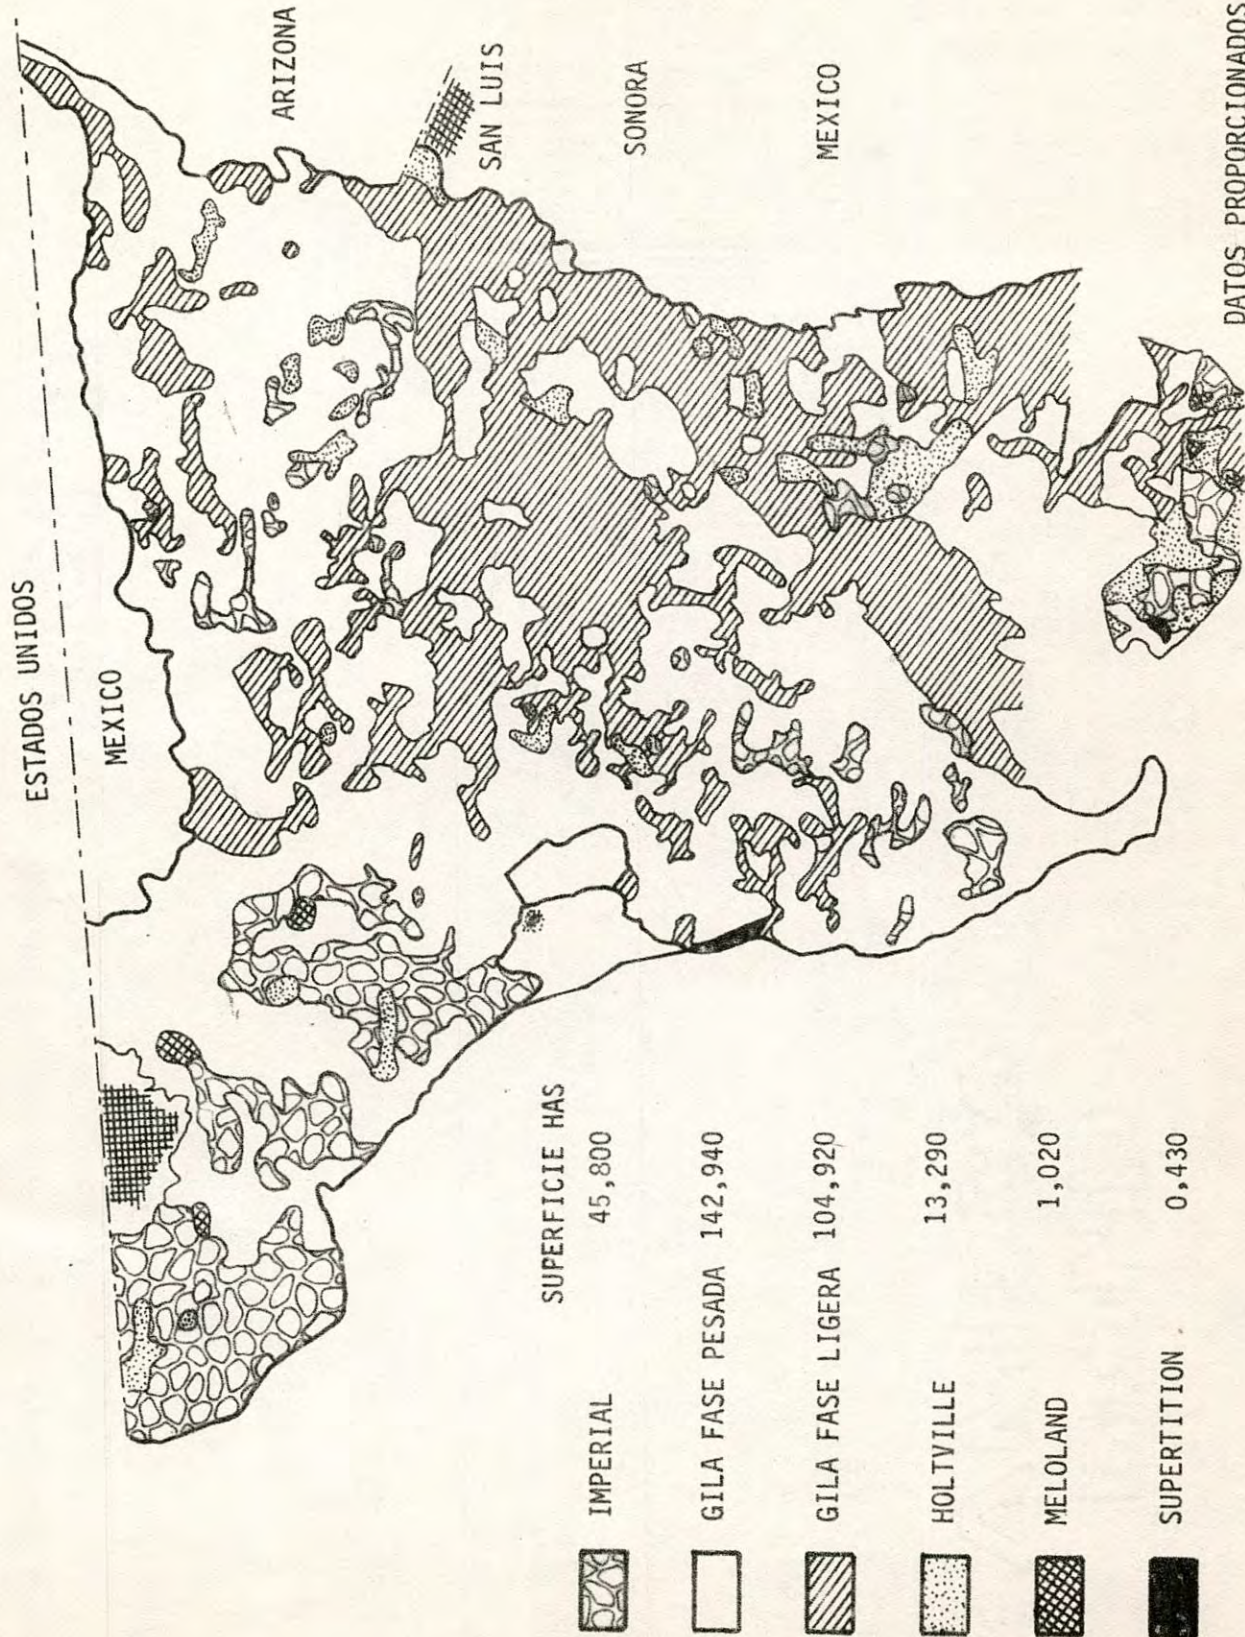 ESTADOS UNIDOS
MEXICO
ARIZONA
SAN LUIS
SONORA
MEXICO
SUPERFICIE HAS
IMPERIAL 45,800
GILA FASE PESADA 142,940
GILA FASE LIGERA 104,920
HOLTVILLE 13,290
MELOLAND 1,020
SUPERTITION 0,430
DATOS PROPORCIONADOS